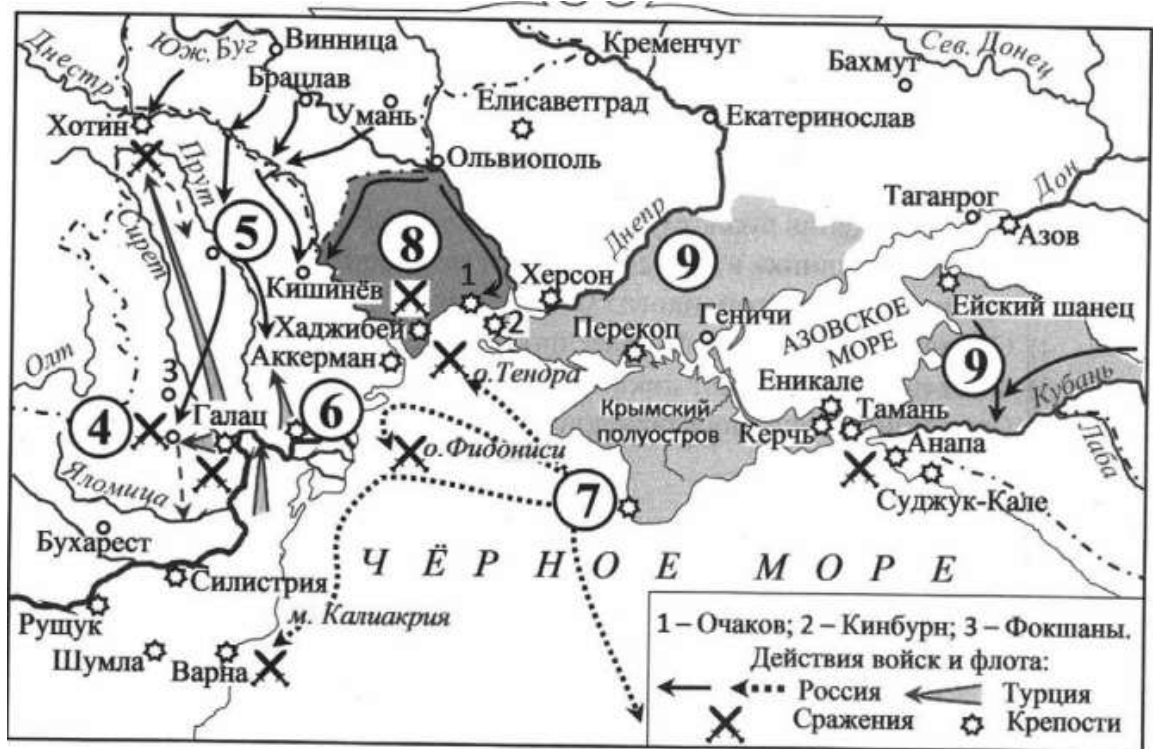 Днестр
Юж. Буг
Винница
Кременчуг
Бахмут
Сев. Донец
Брацлав
Умань
Елисаветград
Екатеринослав
Хотин
Ольвиополь
Прут
Сирет
5
8
Днепр
9
Таганрог
Дон
Азов
Кишинёв
1
Херсон
Ейский шанец
Хаджибей
2
Перекоп
Геничи
АЗОВСКОЕ
МОРЕ
9
Олт
3
Аккерман
о.Тендра
Еникале
Кубань
4
Галац
6
Крымский
полуостров
Керчь
Тамань
Лаба
Яломица
о.Фидониси
Анапа
7
Суджук-Кале
Бухарест
Силистрия
ЧЁРНОЕ МОРЕ
Рущук
м. Калиакрия
Шумла
Варна
1 – Очаков; 2 – Кинбурн; 3 – Фокшаны.
Действия войск и флота:
Россия Турция
Сражения Крепости